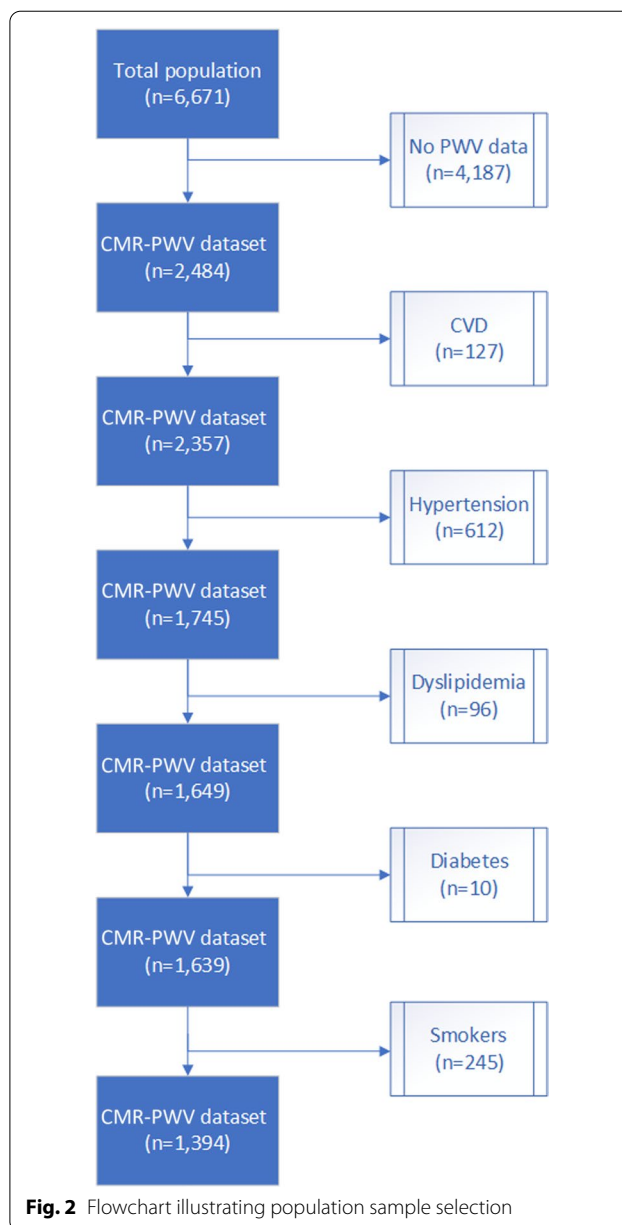 Total population
(n=6,671)
No PWV data
(n=4,187)
CMR-PWV dataset
(n=2,484)
CVD
(n=127)
CMR-PWV dataset
(n=2,357)
Hypertension
(n=612)
CMR-PWV dataset
(n=1,745)
Dyslipidemia
(n=96)
CMR-PWV dataset
(n=1,649)
Diabetes
(n=10)
CMR-PWV dataset
(n=1,639)
Smokers
(n=245)
CMR-PWV dataset
(n=1,394)
Fig. 2 Flowchart illustrating population sample selection